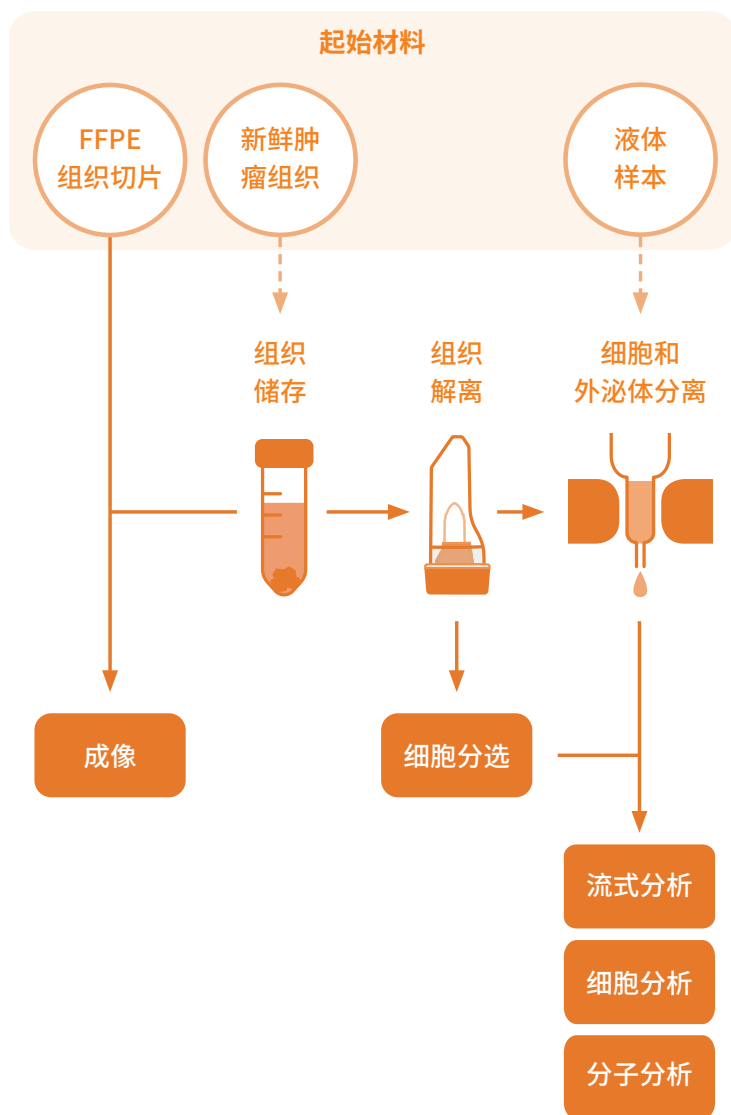 起始材料
FFPE
组织切片
新鲜肿
瘤组织
液体
样本
组织
储存
组织
解离
细胞和
外泌体分离
成像
细胞分选
流式分析
细胞分析
分子分析